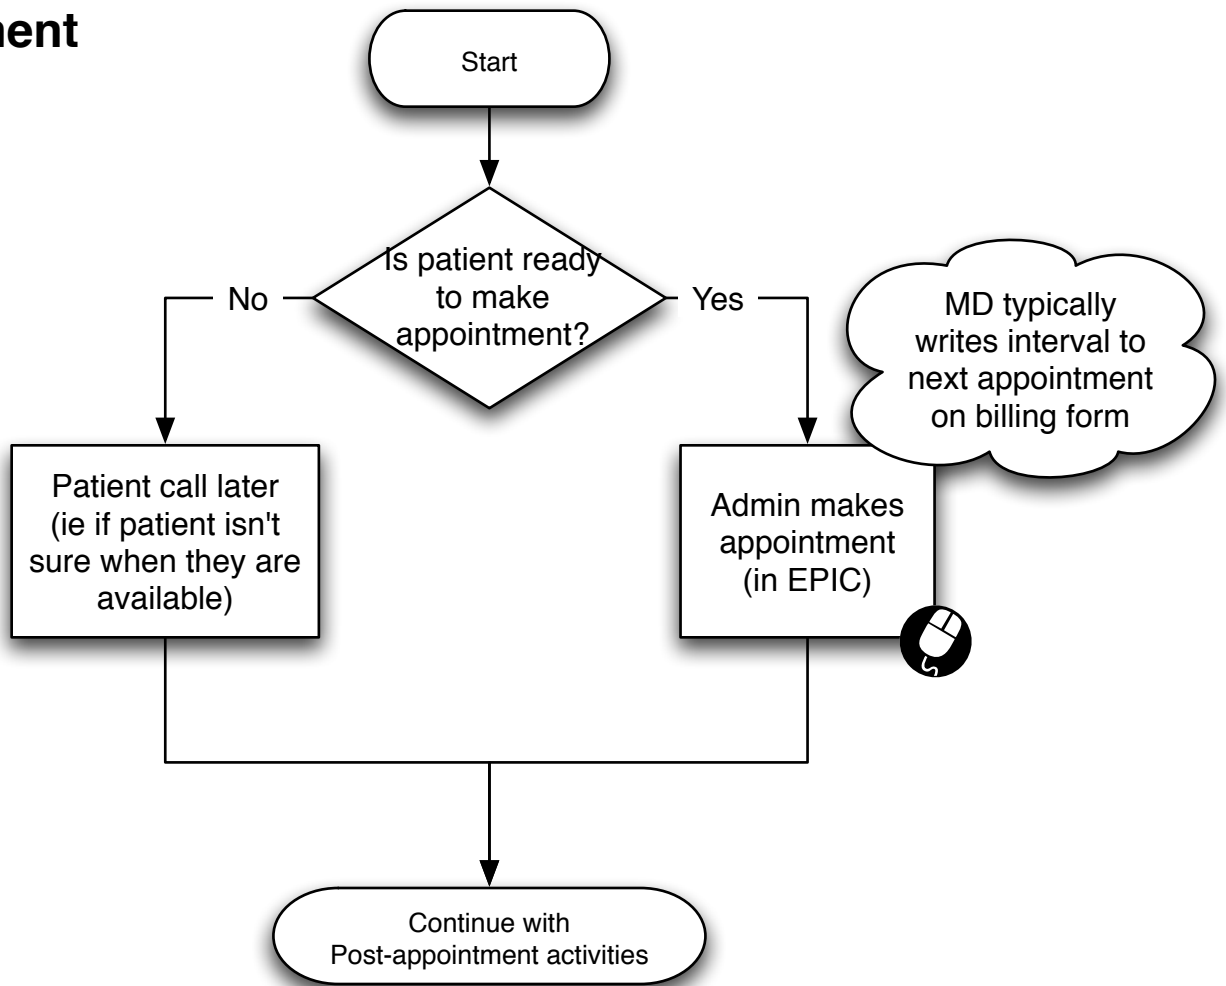 ment
Start
Is patient ready
to make
appointment?
No
Yes
MD typically
writes interval to
next appointment
on billing form
Patient call later
(ie if patient isn't
sure when they are
available)
Admin makes
appointment
(in EPIC)
Continue with
Post-appointment activities